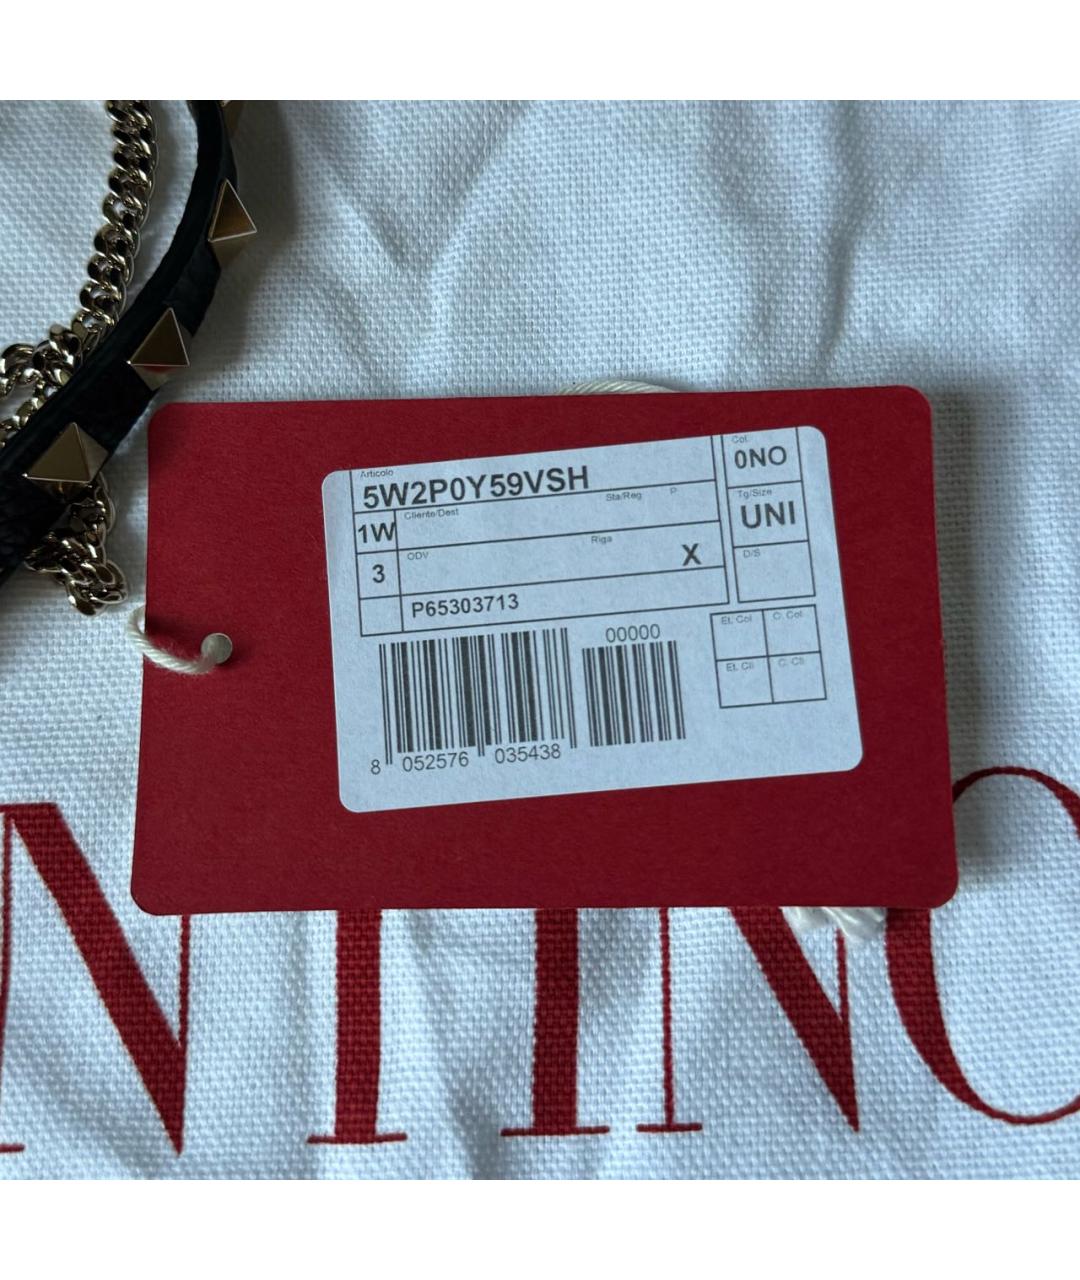 Articolo
5W2P0Y59VSH
Col.
0NO
1W
Cliente/Dest
Sta/Reg
P
Tg/Size
UNI
3
ODV
Riga
X
D/S
P65303713
00000
Et. Col
C. Col
Et. Cli
C. Cli
8 052576 035438
NTINO